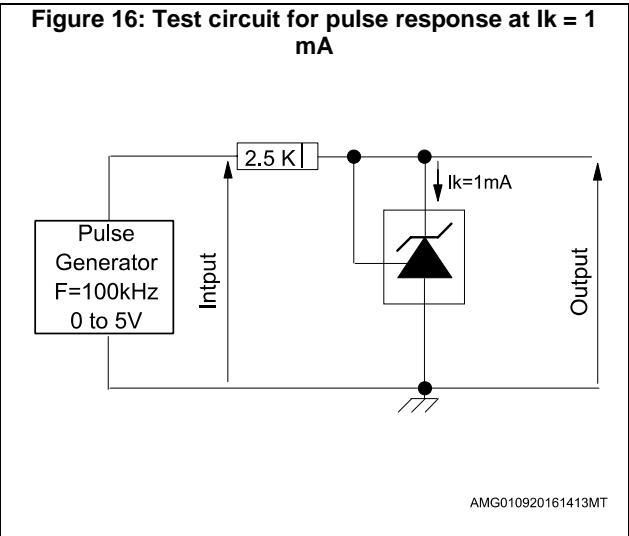 Figure 16: Test circuit for pulse response at Ik = 1
mA
2.5 K
Ik=1mA
Pulse
Generator
F=100kHz
0 to 5V
Intput
Output
AMG010920161413MT